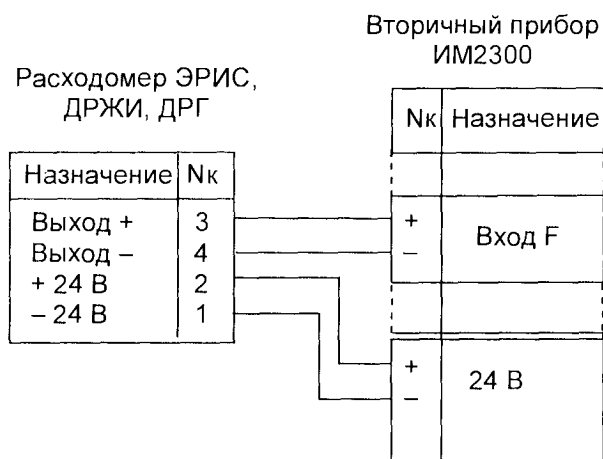 Вторичный прибор
ИМ2300
Расходомер ЭРИС,
ДРЖИ, ДРГ
Nк Назначение
Назначение Nк
Выход + 3
Выход – 4
+ 24 В 2
– 24 В 1
+
–
Вход F
+
–
24 В